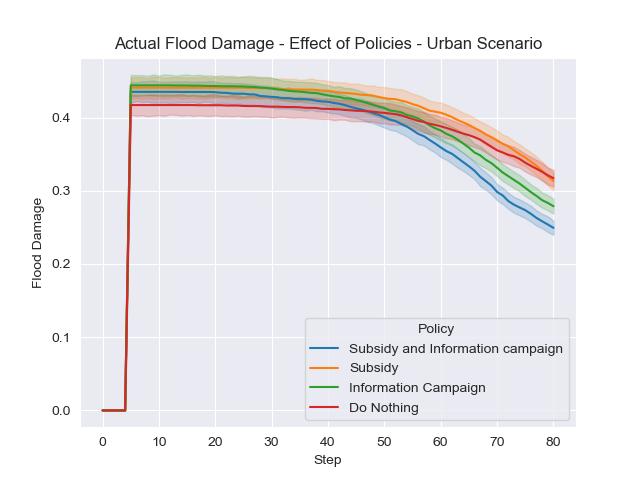 Actual Flood Damage - Effect of Policies - Urban Scenario
Flood Damage
0.4
0.3
0.2
0.1
0.0
Policy
Subsidy and Information campaign
Subsidy
Information Campaign
Do Nothing
0 10 20 30 40 50 60 70 80
Step